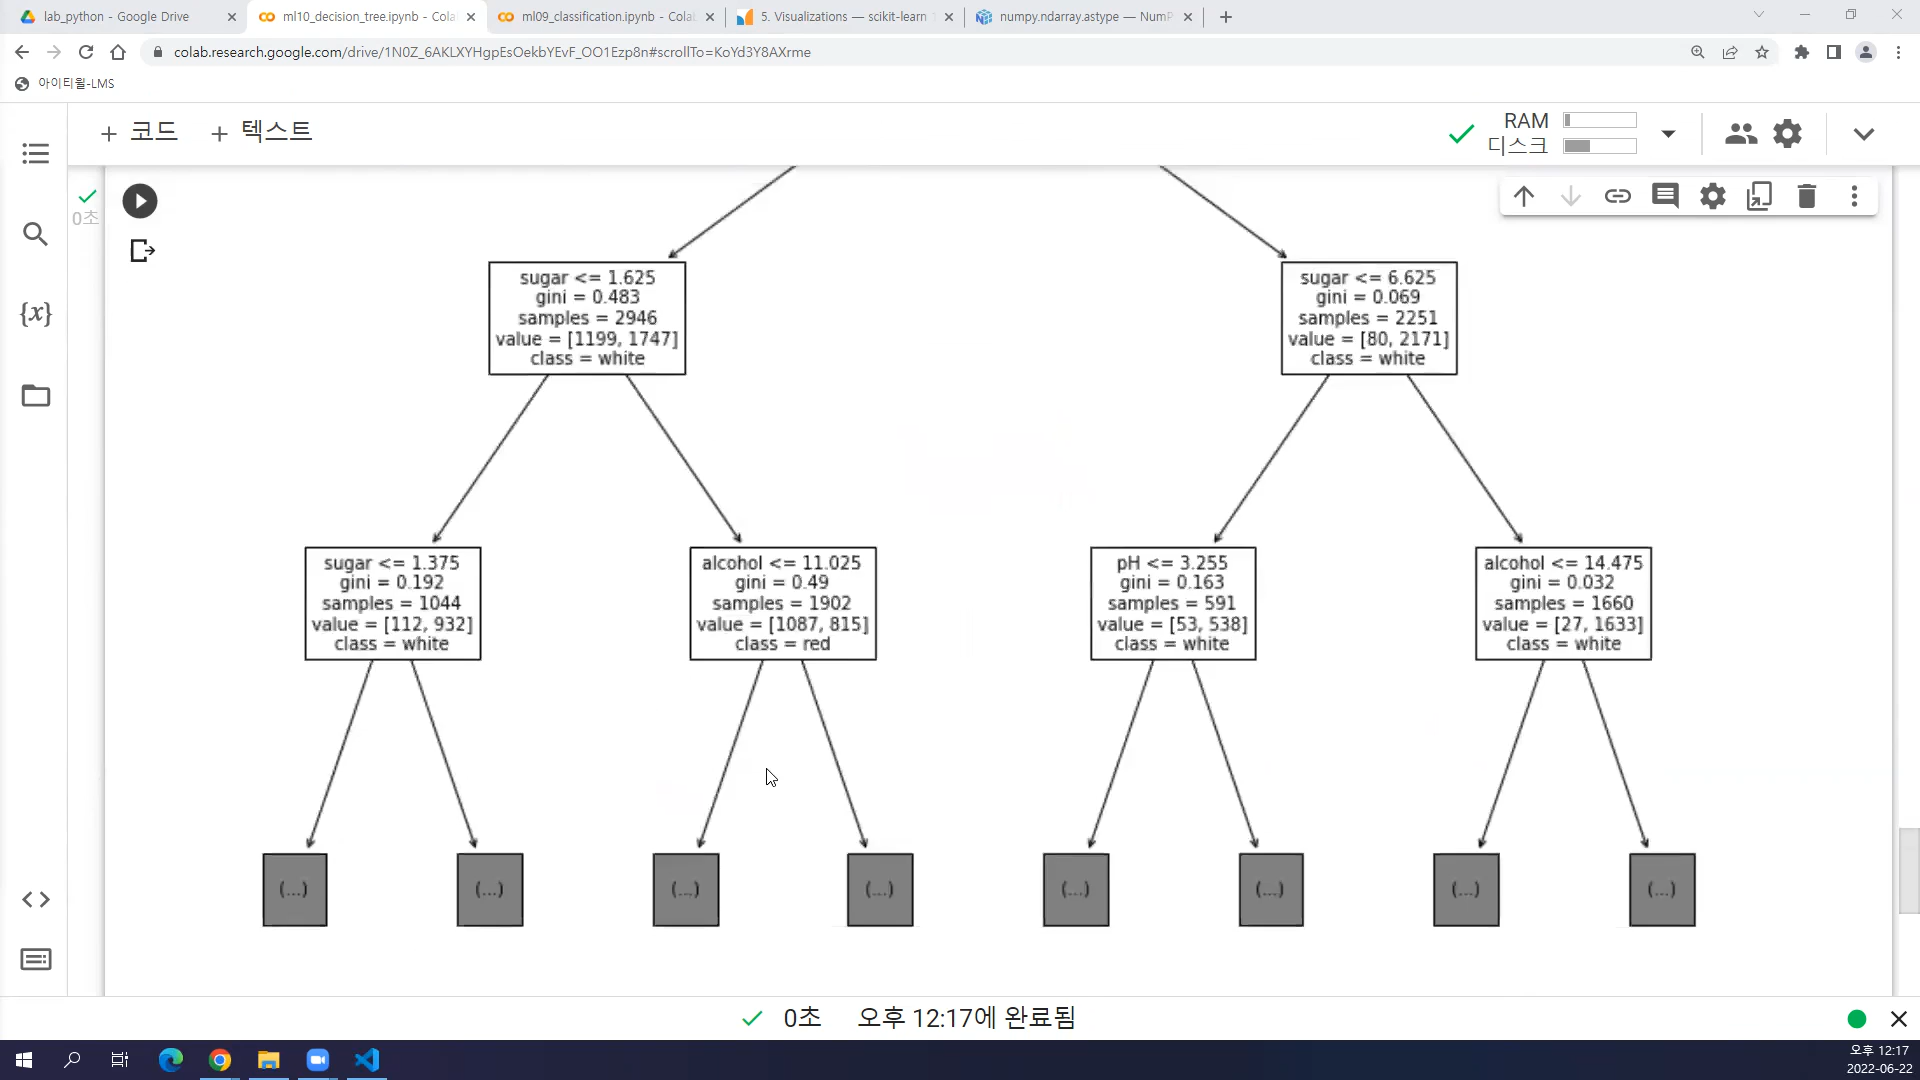 lab_python - Google Drive
ml10_decision_tree.ipynb - Cola
ml09_classification.ipynb - Cola
5. Visualizations — scikit-learn
numpy.ndarray.astype — NumP
colab.research.google.com/drive/1N0Z_6AKLXYHgpEsOekbYEvF_OO1Ezp8n#scrollTo=KoYd3Y8AXrme
아이티윌-LMS
+ 코드 + 텍스트
RAM
디스크
0초
{x}
sugar <= 1.625
gini = 0.483
samples = 2946
value = [1199, 1747]
class = white
sugar <= 6.625
gini = 0.069
samples = 2251
value = [80, 2171]
class = white
sugar <= 1.375
gini = 0.192
samples = 1044
value = [112, 932]
class = white
alcohol <= 11.025
gini = 0.49
samples = 1902
value = [1087, 815]
class = red
pH <= 3.255
gini = 0.163
samples = 591
value = [53, 538]
class = white
alcohol <= 14.475
gini = 0.032
samples = 1660
value = [27, 1633]
class = white
(...) (...) (...) (...) (...) (...) (...) (...)
0초 오후 12:17에 완료됨
오후 12:17
2022-06-22